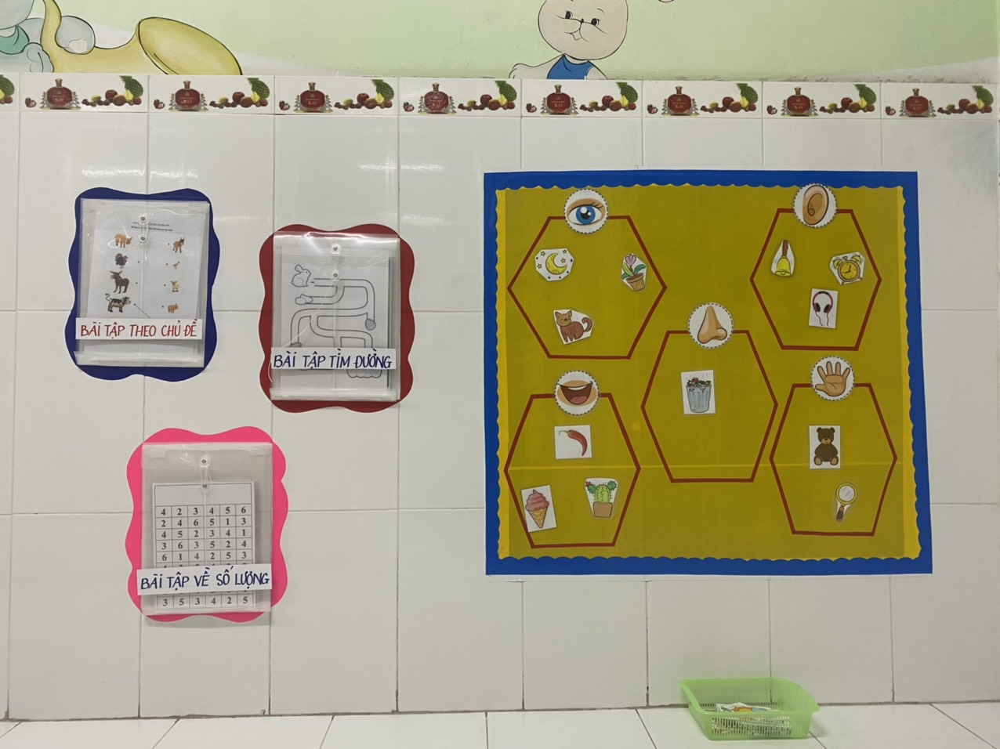 BÀI TẬP THEO CHỦ ĐỀ
BÀI TẬP TÌM ĐƯỜNG
4 2 3 4 5 6
2 4 6 5 1 3
4 5 2 3 4 1
3 6 3 5 2 4
6 1 4 2 5 3
BÀI TẬP VỀ SỐ LƯỢNG
3 5 3 4 2 5